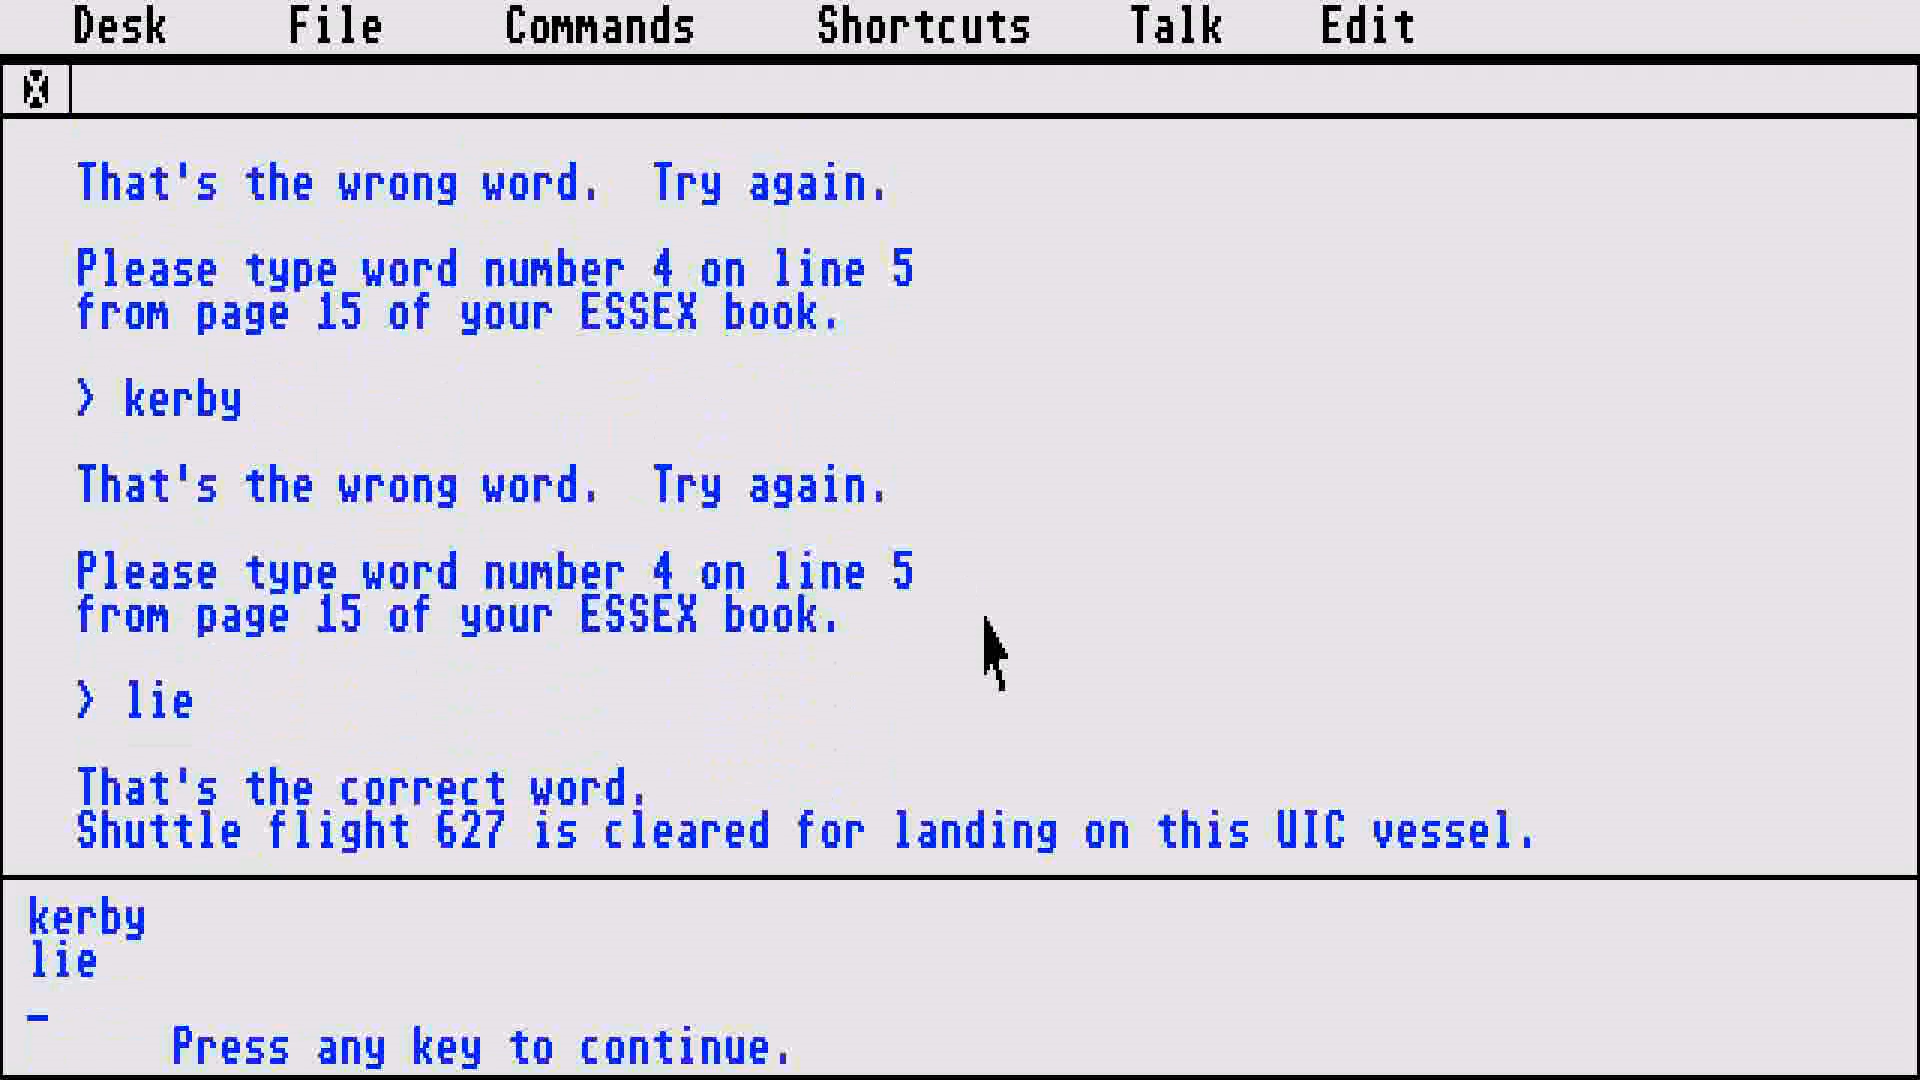 Desk File Commands Shortcuts Talk Edit
That's the wrong word.  Try again.
Please type word number 4 on line 5
from page 15 of your ESSEX book.
> kerby
That's the wrong word.  Try again.
Please type word number 4 on line 5
from page 15 of your ESSEX book.
> lie
That's the correct word.
Shuttle flight 627 is cleared for landing on this UIC vessel.
kerby
lie
_
Press any key to continue.